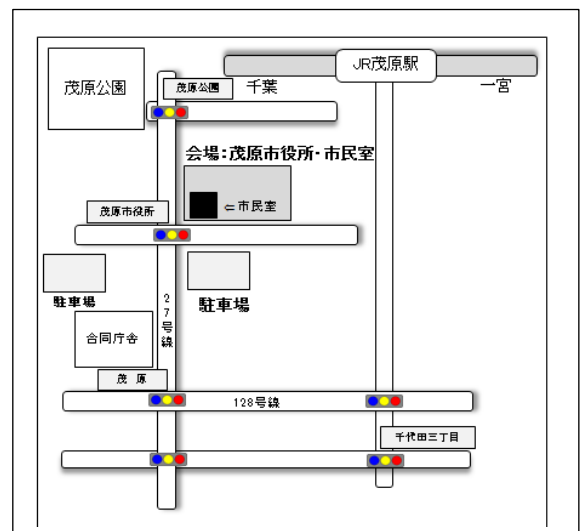 JR茂原駅
茂原公園
茂原公園
千葉
一宮
会場：茂原市役所・市民室
⇐市民室
茂原市役所
駐車場
駐車場
27号線
合同庁舎
茂 原
128号線
千代田三丁目